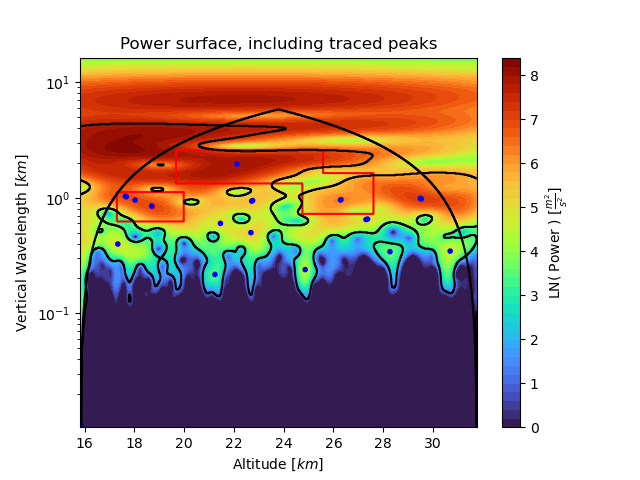 Power surface, including traced peaks
Vertical Wavelength [km]
10¹
10⁰
10⁻¹
16 18 20 22 24 26 28 30
Altitude [km]
8
7
6
5
4
3
2
1
0
LN( Power ) [m²/s²]